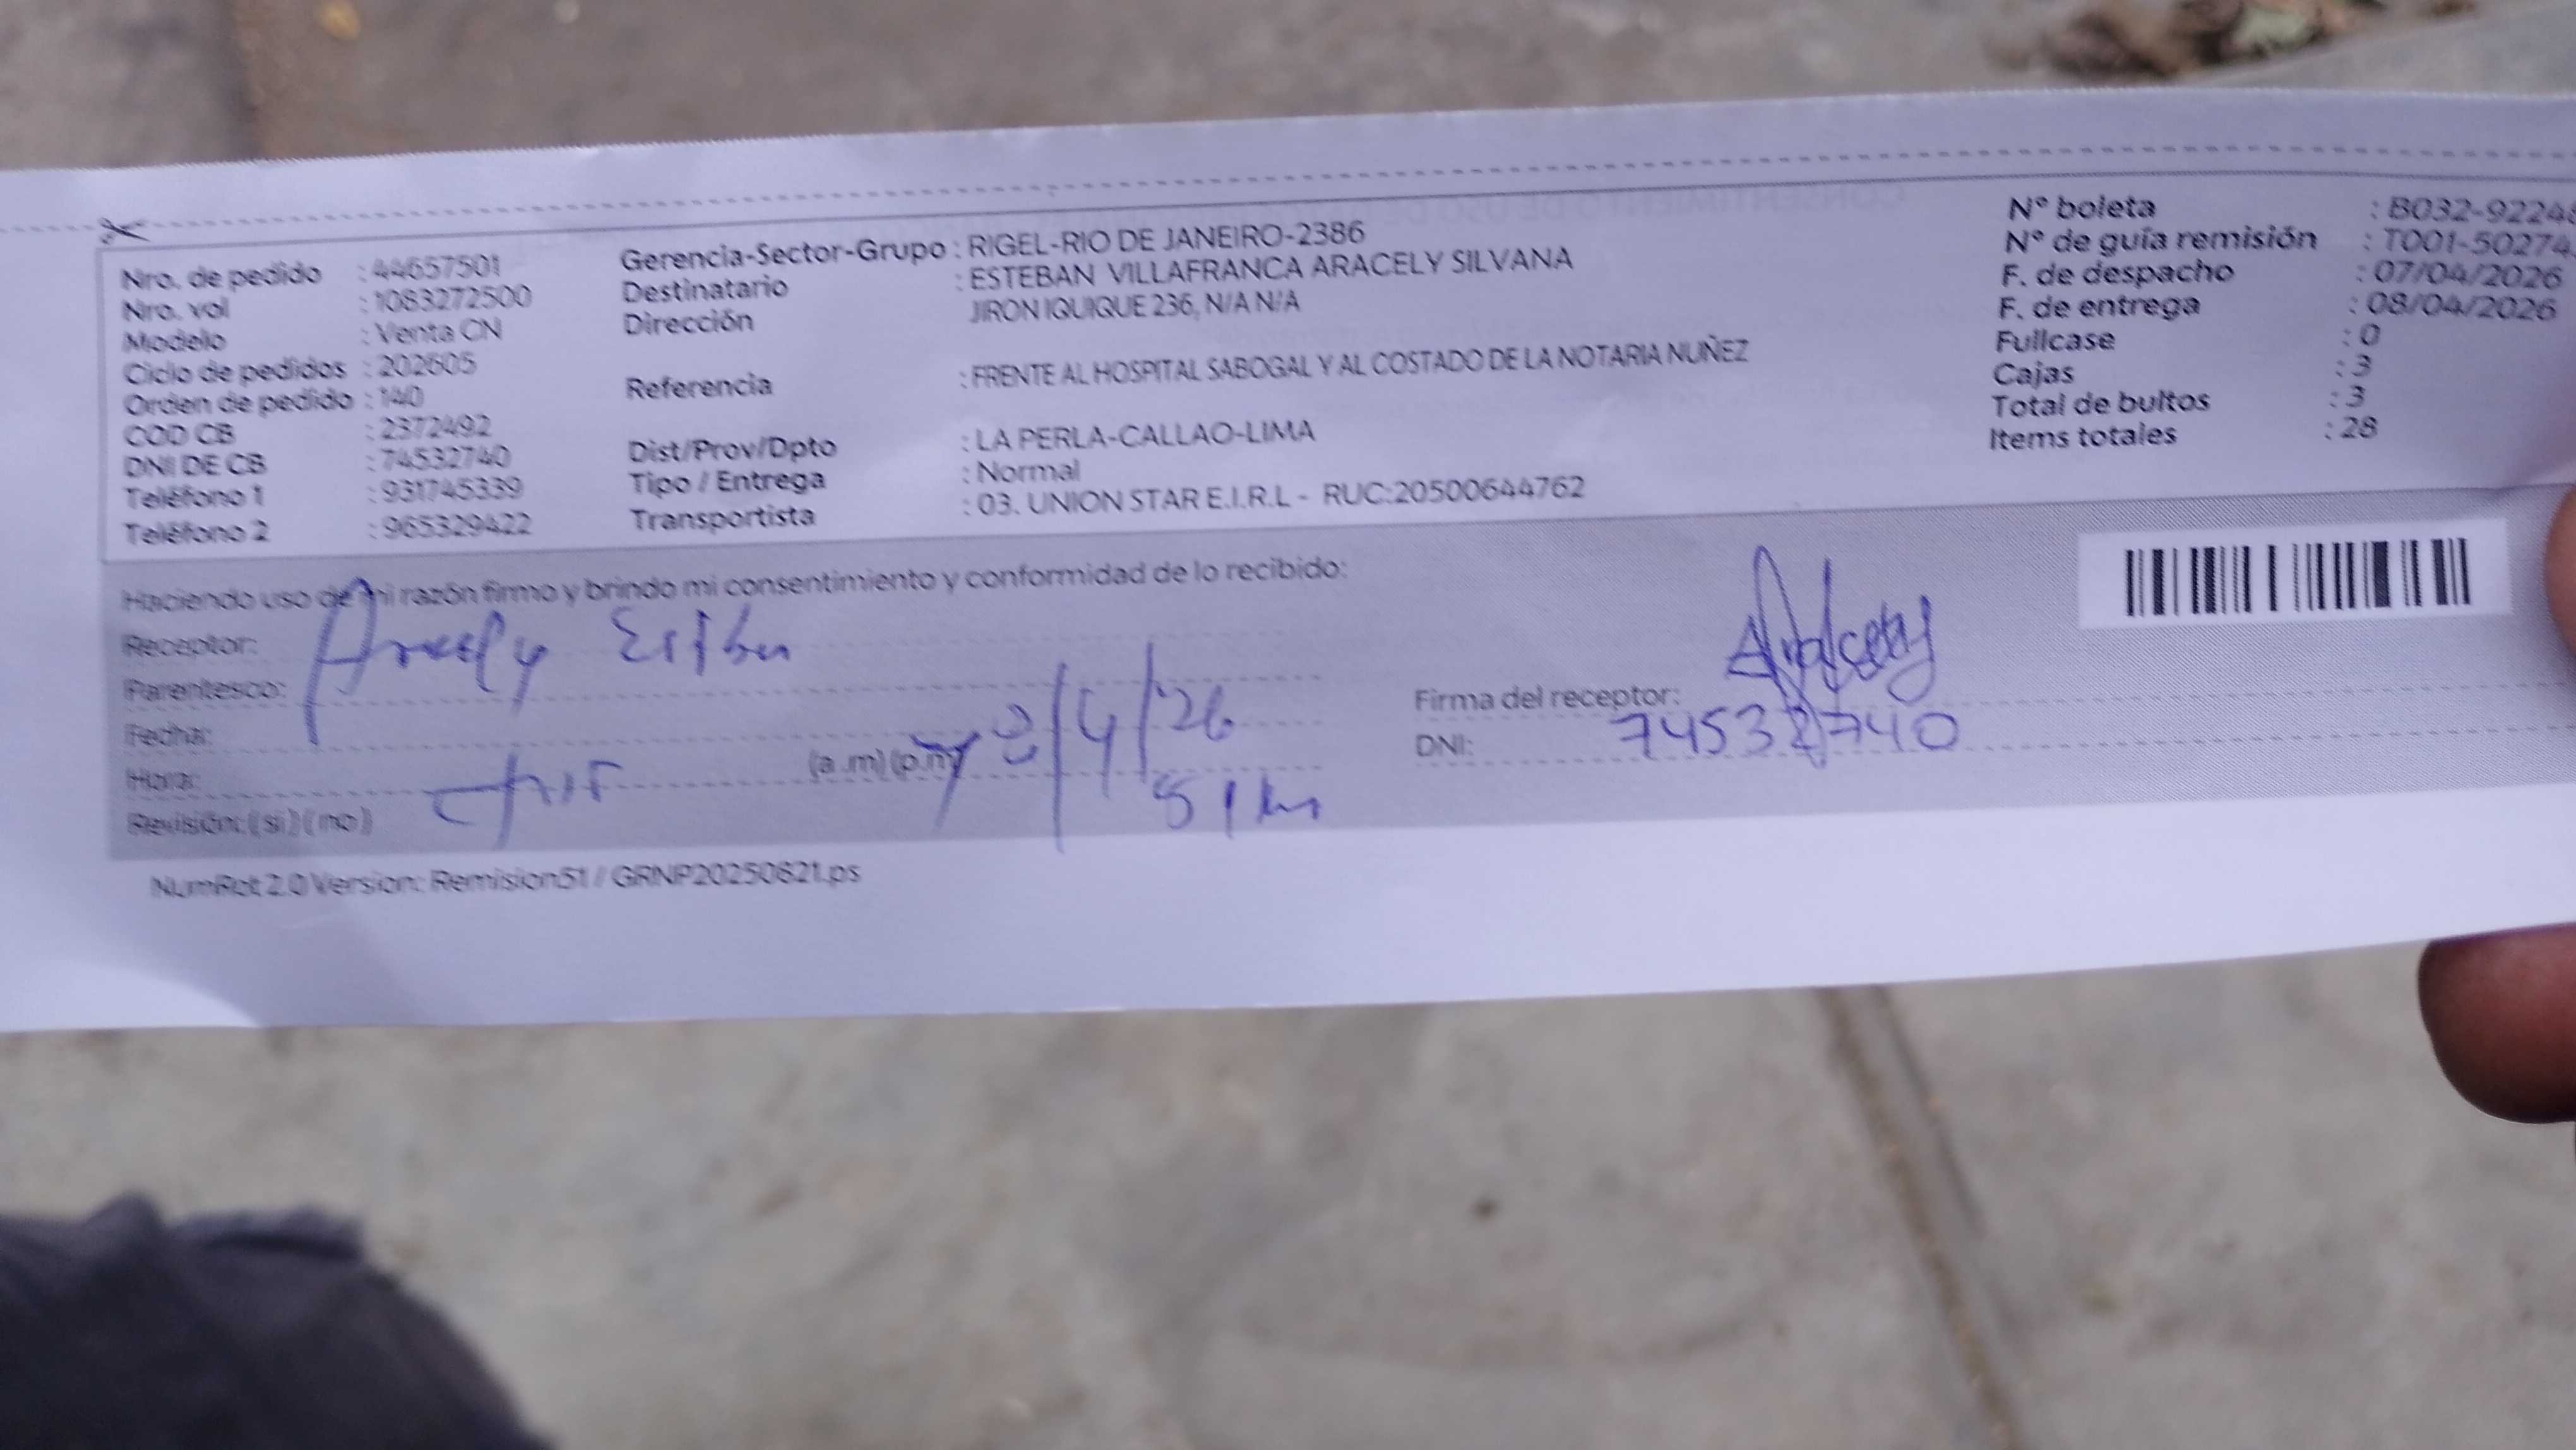 Nro. de pedido : 44657501
Nro. vol : 1083272500
Modelo : Venta CN
Ciclo de pedidos : 202605
Orden de pedido : 140
COD CB : 2372492
DNI DE CB : 74532740
Teléfono 1 : 931745339
Teléfono 2 : 965329422
Gerencia-Sector-Grupo : RIGEL-RIO DE JANEIRO-2386
Destinatario : ESTEBAN VILLAFRANCA ARACELY SILVANA
Dirección JIRON IQUIQUE 236, N/A N/A
Referencia : FRENTE AL HOSPITAL SABOGAL Y AL COSTADO DE LA NOTARIA NUÑEZ
Dist/Prov/Dpto : LA PERLA-CALLAO-LIMA
Tipo / Entrega : Normal
Transportista : 03. UNION STAR E.I.R.L - RUC:20500644762
N° boleta : B032-92248
N° de guía remisión : T001-50274
F. de despacho : 07/04/2026
F. de entrega : 08/04/2026
Fullcase : 0
Cajas : 3
Total de bultos : 3
Items totales : 28
Haciendo uso de mi razón firmo y brindo mi consentimiento y conformidad de lo recibido:
Receptor: Aracely
Parentesco:
Fecha: 8/4/26
Hora: (a.m) (p.m)
Revisión: (si) (no)
Firma del receptor: Aracely
DNI: 74532740
NumRot 2.0 Version: Remision51 / GRNP20250621.ps